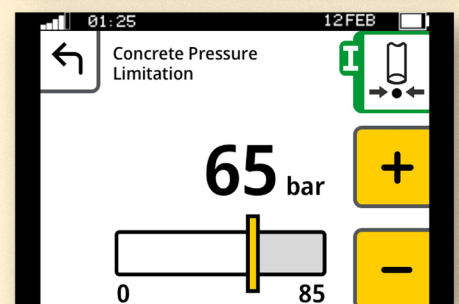 01:25 12FEB
Concrete Pressure
Limitation
I
65 bar
+
−
0 85